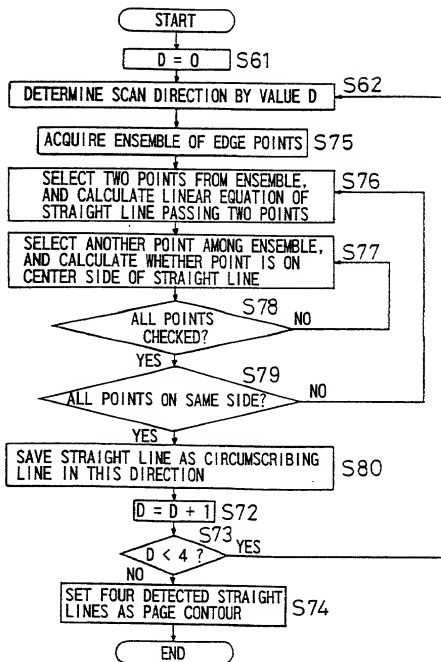 START
D = 0
S61
S62
DETERMINE SCAN DIRECTION BY VALUE D
ACQUIRE ENSEMBLE OF EDGE POINTS
S75
S76
SELECT TWO POINTS FROM ENSEMBLE,
AND CALCULATE LINEAR EQUATION OF
STRAIGHT LINE PASSING TWO POINTS
S77
SELECT ANOTHER POINT AMONG ENSEMBLE,
AND CALCULATE WHETHER POINT IS ON
CENTER SIDE OF STRAIGHT LINE
S78
ALL POINTS
CHECKED?
NO
YES
S79
ALL POINTS ON SAME SIDE?
NO
YES
SAVE STRAIGHT LINE AS CIRCUMSCRIBING
LINE IN THIS DIRECTION
S80
D = D + 1
S72
S73
D < 4 ?
YES
NO
SET FOUR DETECTED STRAIGHT
LINES AS PAGE CONTOUR
S74
END